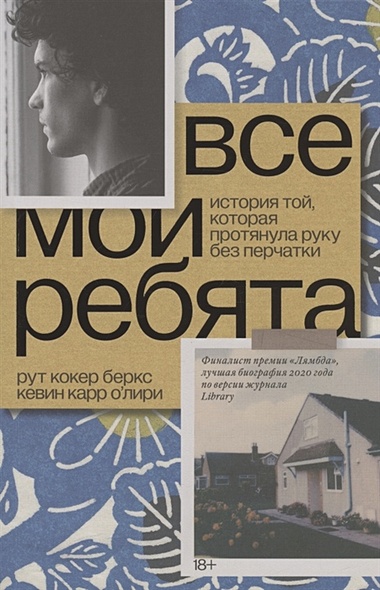 все
мои
ребята
история той,
которая
протянула руку
без перчатки
рут кокер беркс
кевин карр о'лири
Финалист премии «Лямбда»,
лучшая биография 2020 года
по версии журнала
Library
18+